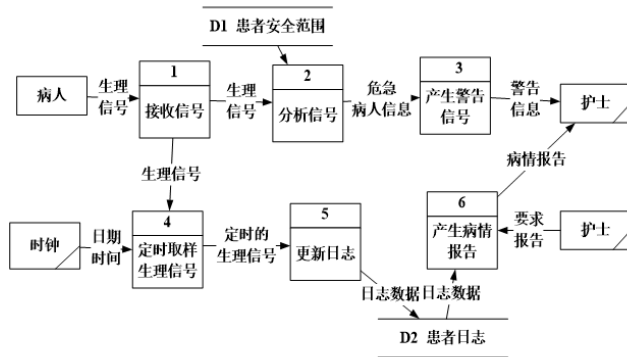 D1 患者安全范围
病人
生理
信号
1
接收信号
生理
信号
2
分析信号
危急
病人信息
3
产生警告
信号
警告
信息
护士
生理信号
病情报告
时钟
日期
时间
4
定时取样
生理信号
定时的
生理信号
5
更新日志
6
产生病情
报告
要求
报告
护士
日志数据
日志数据
D2 患者日志